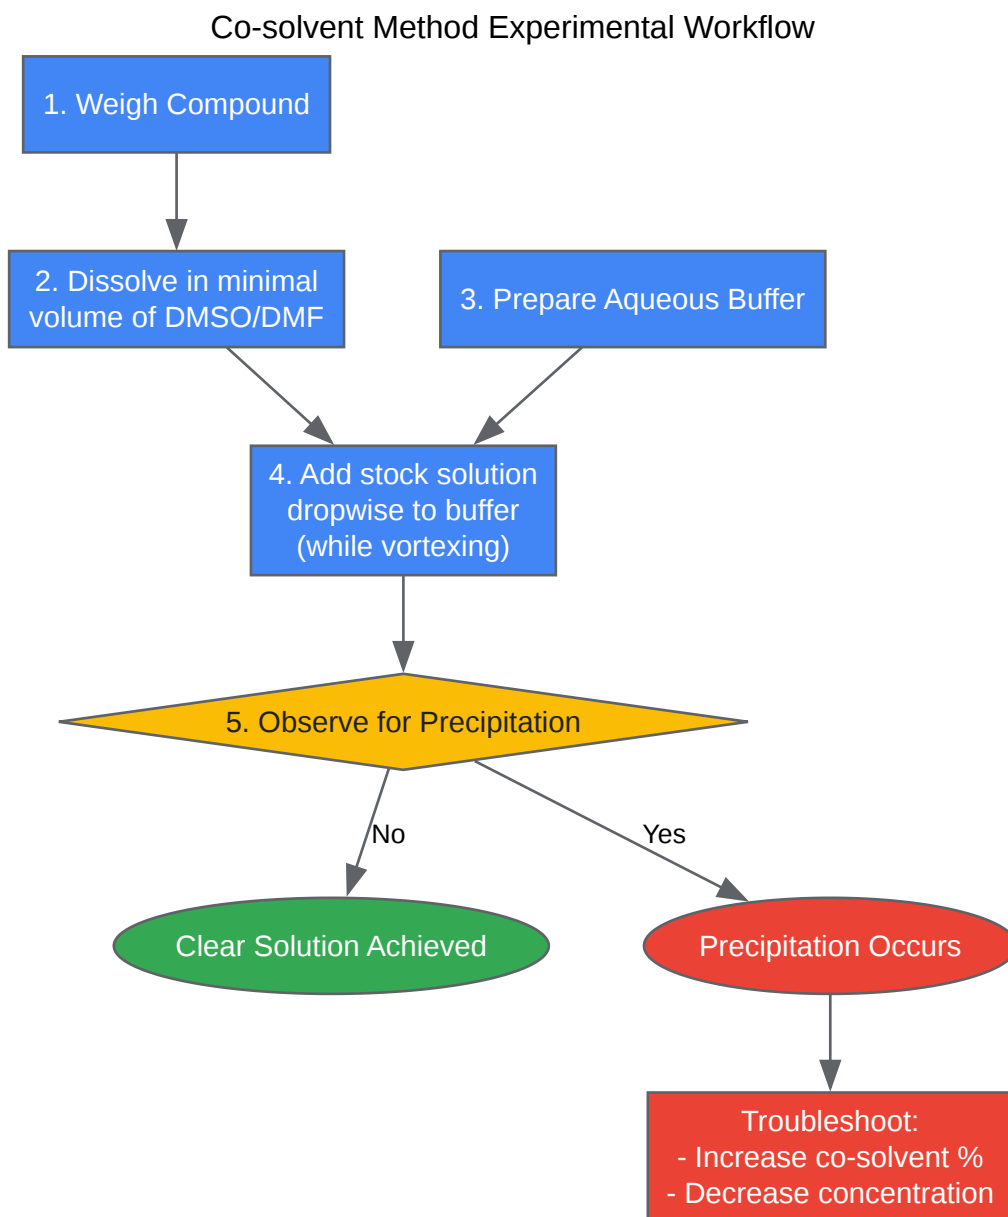 Co-solvent Method Experimental Workflow
1. Weigh Compound
2. Dissolve in minimal
volume of DMSO/DMF
3. Prepare Aqueous Buffer
4. Add stock solution
dropwise to buffer
(while vortexing)
5. Observe for Precipitation
No
Yes
Clear Solution Achieved
Precipitation Occurs
Troubleshoot:
- Increase co-solvent %
- Decrease concentration